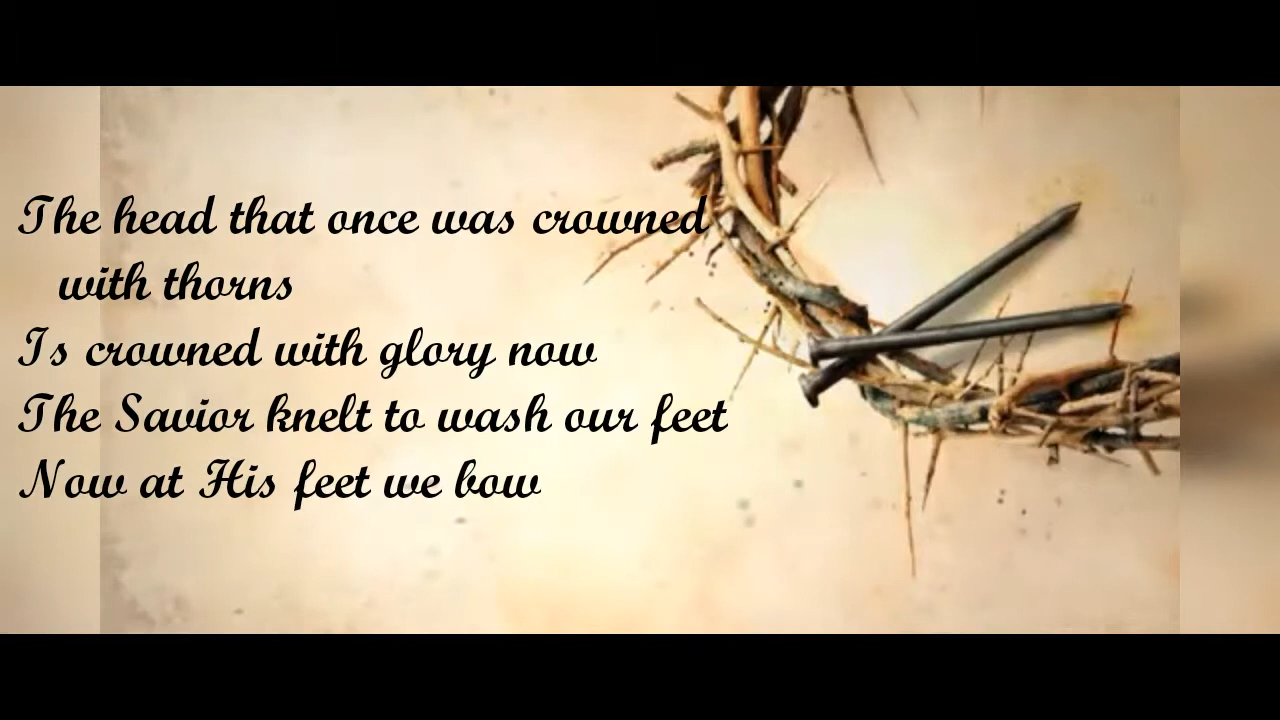 The head that once was crowned
with thorns
Is crowned with glory now
The Savior knelt to wash our feet
Now at His feet we bow